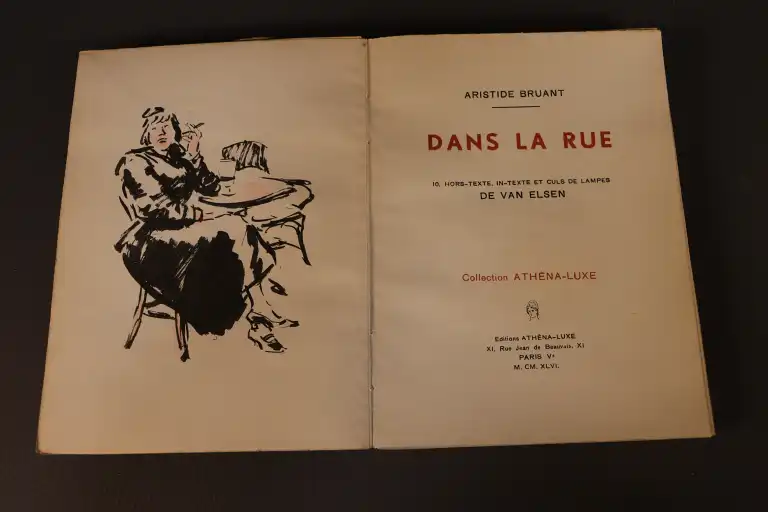 ARISTIDE BRUANT
DANS LA RUE
10, HORS-TEXTE, IN-TEXTE ET CULS DE LAMPES
DE VAN ELSEN
Collection ATHÉNA-LUXE
Editions ATHÉNA-LUXE
XI, Rue Jean de Beauvais, XI
PARIS Ve
M. CM. XLVI.